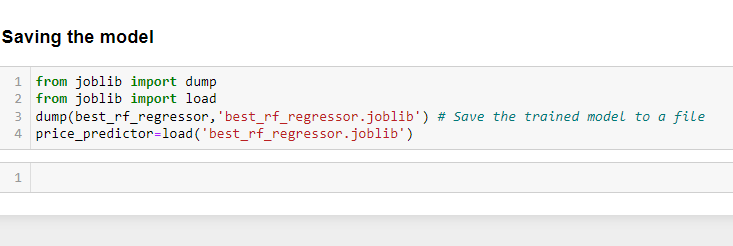 Saving the model
1 from joblib import dump
2 from joblib import load
3 dump(best_rf_regressor,'best_rf_regressor.joblib') # Save the trained model to a file
4 price_predictor=load('best_rf_regressor.joblib')
1